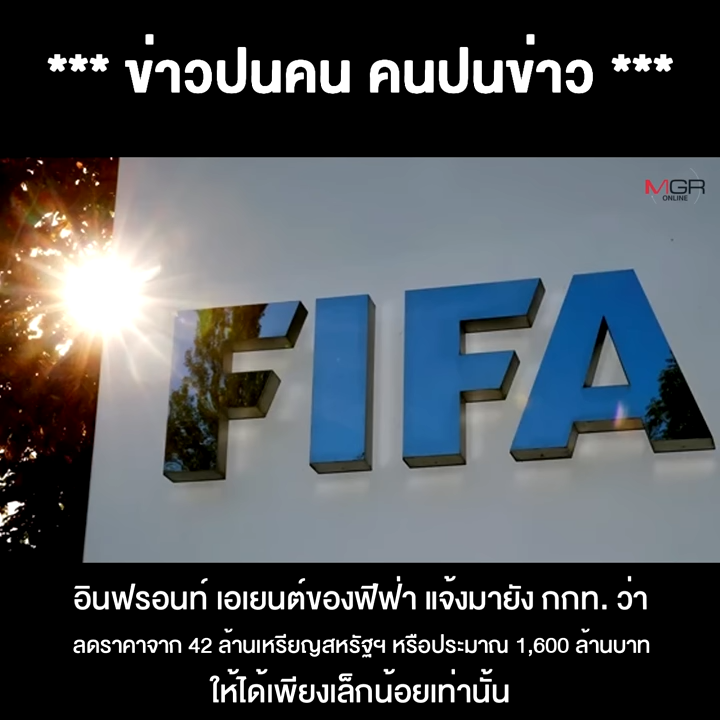 *** ข่าวปนคน คนปนข่าว ***
MGR
ONLINE
FIFA
อินฟรอนท์ เอเยนต์ของฟีฟ่า แจ้งมายัง กกท. ว่า
ลดราคาจาก 42 ล้านเหรียญสหรัฐฯ หรือประมาณ 1,600 ล้านบาท
ให้ได้เพียงเล็กน้อยเท่านั้น